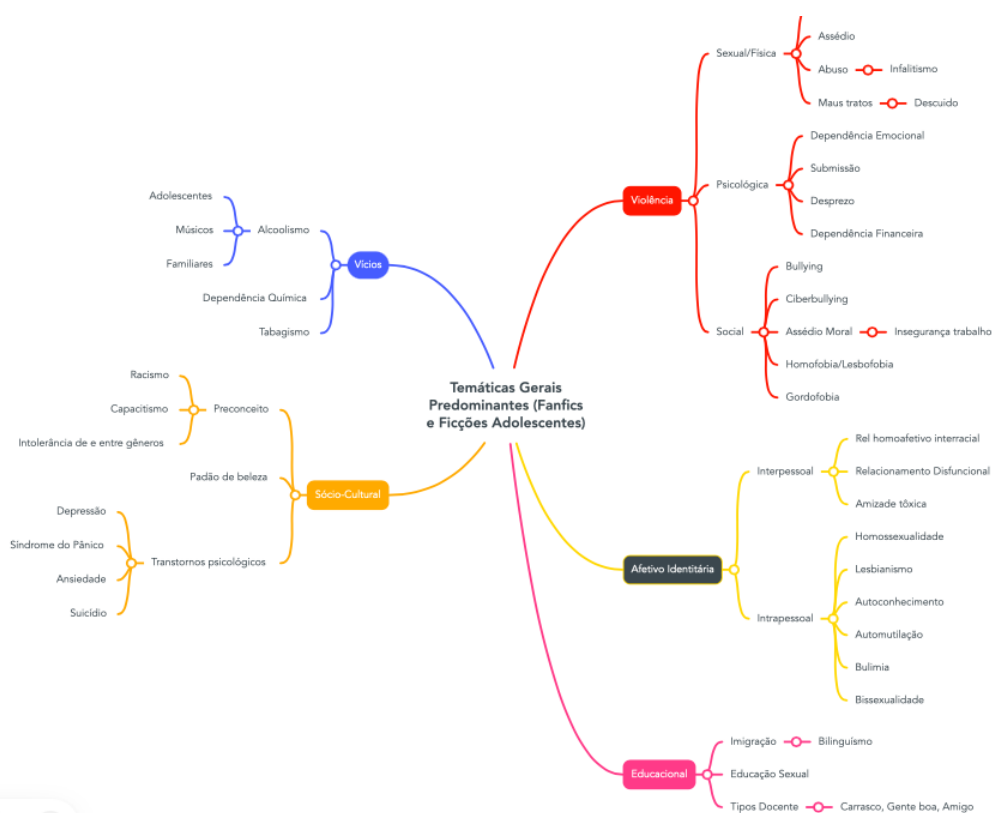 Temáticas Gerais
Predominantes (Fanfics
e Ficções Adolescentes)
Violência
Sexual/Física
Assédio
Abuso
Infalitismo
Maus tratos
Descuido
Psicológica
Dependência Emocional
Submissão
Desprezo
Dependência Financeira
Social
Bullying
Ciberbullying
Assédio Moral
Insegurança trabalho
Homofobia/Lesbofobia
Gordofobia
Afetivo Identitária
Interpessoal
Rel homoafetivo interracial
Relacionamento Disfuncional
Amizade tôxica
Intrapessoal
Homossexualidade
Lesbianismo
Autoconhecimento
Automutilação
Bulimia
Bissexualidade
Educacional
Imigração
Bilinguísmo
Educação Sexual
Tipos Docente
Carrasco, Gente boa, Amigo
Vícios
Alcoolismo
Adolescentes
Músicos
Familiares
Dependência Química
Tabagismo
Sócio-Cultural
Preconceito
Racismo
Capacitismo
Intolerância de e entre gêneros
Padão de beleza
Transtornos psicológicos
Depressão
Síndrome do Pânico
Ansiedade
Suicídio